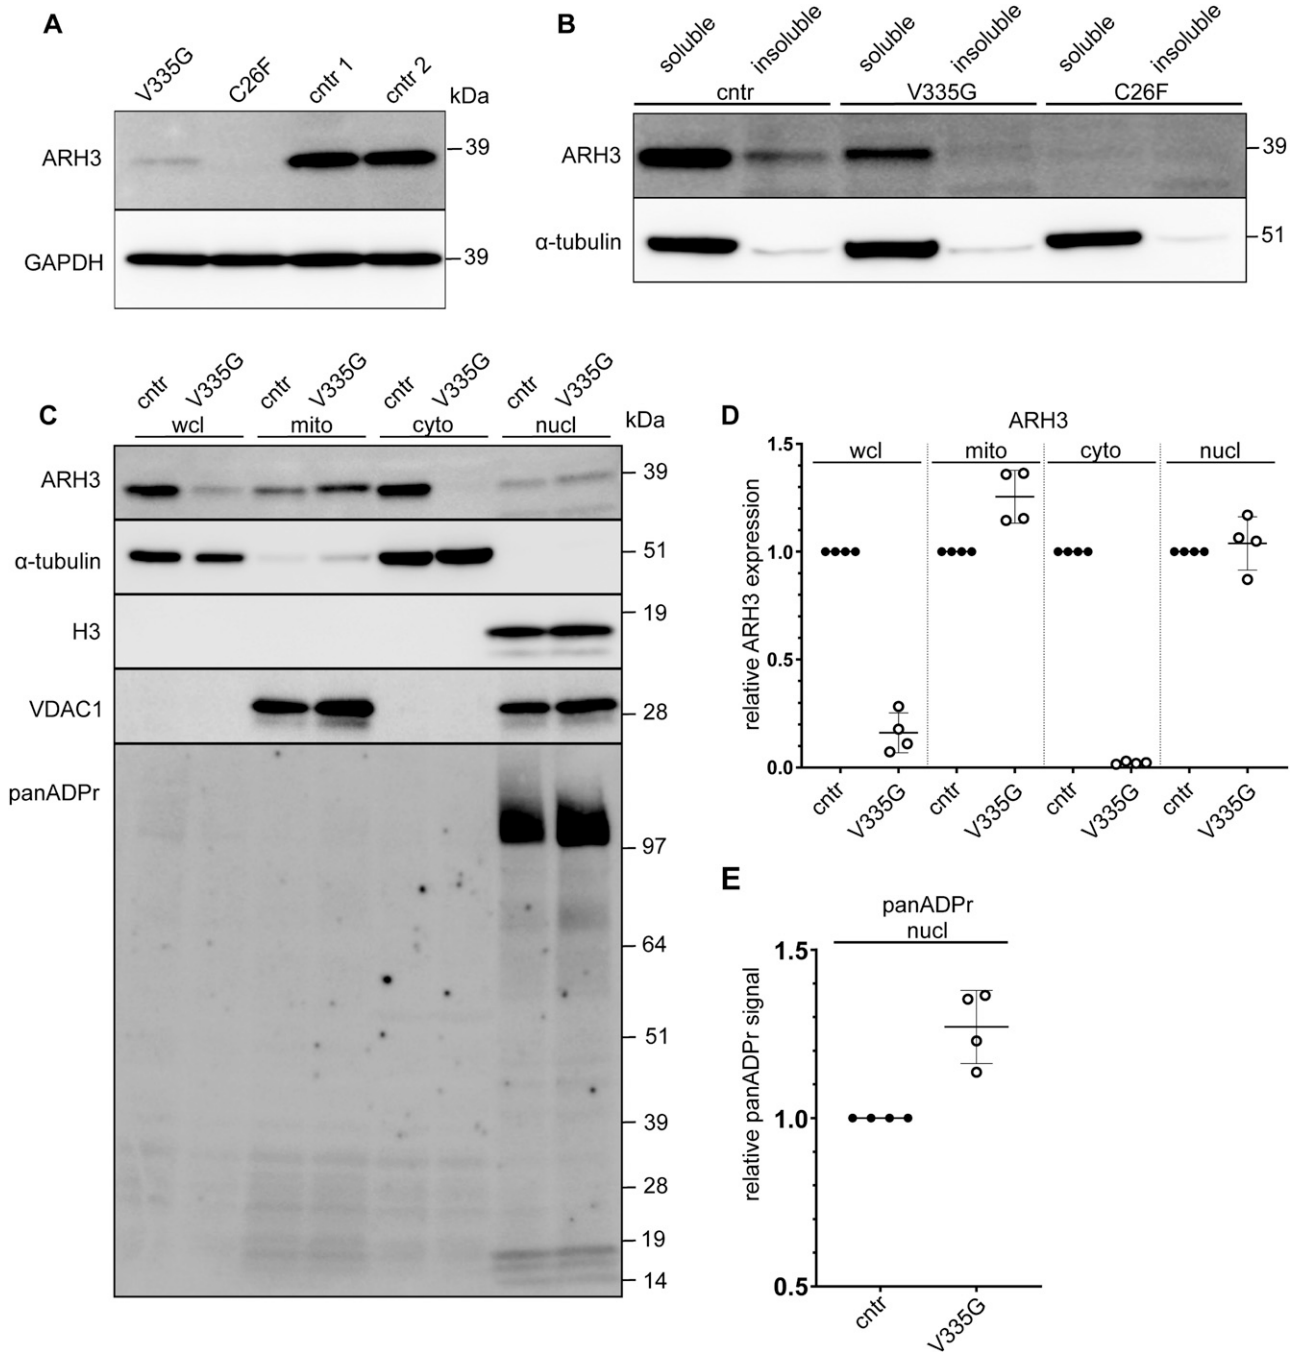 A
V335G C26F cntr 1 cntr 2
kDa
ARH3
39
GAPDH
39
B
soluble insoluble soluble insoluble soluble insoluble
cntr V335G C26F
ARH3
39
α-tubulin
51
C
cntr V335G cntr V335G cntr V335G cntr V335G
wcl mito cyto nucl
kDa
ARH3
39
α-tubulin
51
H3
19
VDAC1
28
panADPr
97
64
51
39
28
19
14
D
ARH3
wcl mito cyto nucl
relative ARH3 expression
1.5
1.0
0.5
0.0
cntr V335G cntr V335G cntr V335G cntr V335G
E
panADPr
nucl
relative panADPr signal
1.5
1.0
0.5
cntr V335G